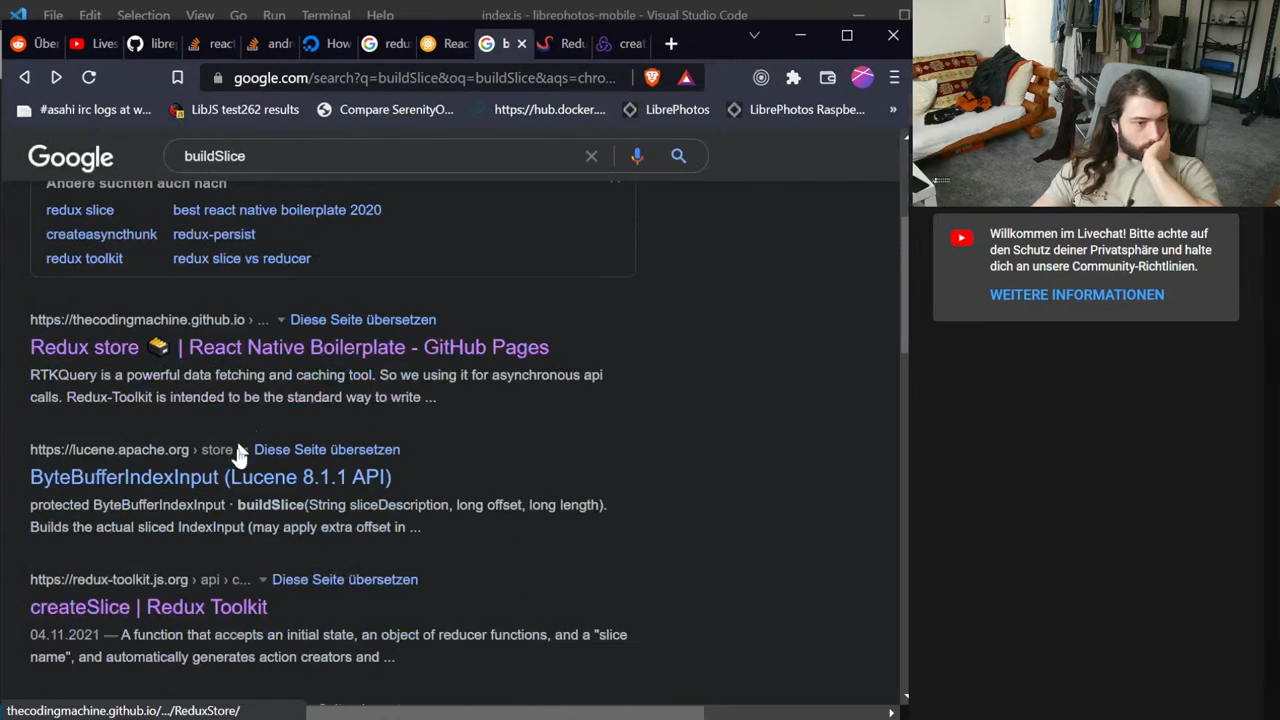 File Edit Selection View Go Run Terminal Help index.js - librephotos-mobile - Visual Studio Code
Über Lives libre react andr How redu Reac b Redu creat
google.com/search?q=buildSlice&oq=buildSlice&aqs=chro...
#asahi irc logs at w... LibJS test262 results Compare SerenityO... https://hub.docker.... LibrePhotos LibrePhotos Raspbe... »
Google buildSlice
Andere suchten auch nach
redux slice best react native boilerplate 2020
createasyncthunk redux-persist
redux toolkit redux slice vs reducer
https://thecodingmachine.github.io › ... Diese Seite übersetzen
Redux store | React Native Boilerplate - GitHub Pages
RTKQuery is a powerful data fetching and caching tool. So we using it for asynchronous api
calls. Redux-Toolkit is intended to be the standard way to write ...
https://lucene.apache.org › store Diese Seite übersetzen
ByteBufferIndexInput (Lucene 8.1.1 API)
protected ByteBufferIndexInput · buildSlice(String sliceDescription, long offset, long length).
Builds the actual sliced IndexInput (may apply extra offset in ...
https://redux-toolkit.js.org › api › c... Diese Seite übersetzen
createSlice | Redux Toolkit
04.11.2021 — A function that accepts an initial state, an object of reducer functions, and a "slice
name", and automatically generates action creators and ...
thecodingmachine.github.io/.../ReduxStore/
Willkommen im Livechat! Bitte achte auf
den Schutz deiner Privatsphäre und halte
dich an unsere Community-Richtlinien.
WEITERE INFORMATIONEN